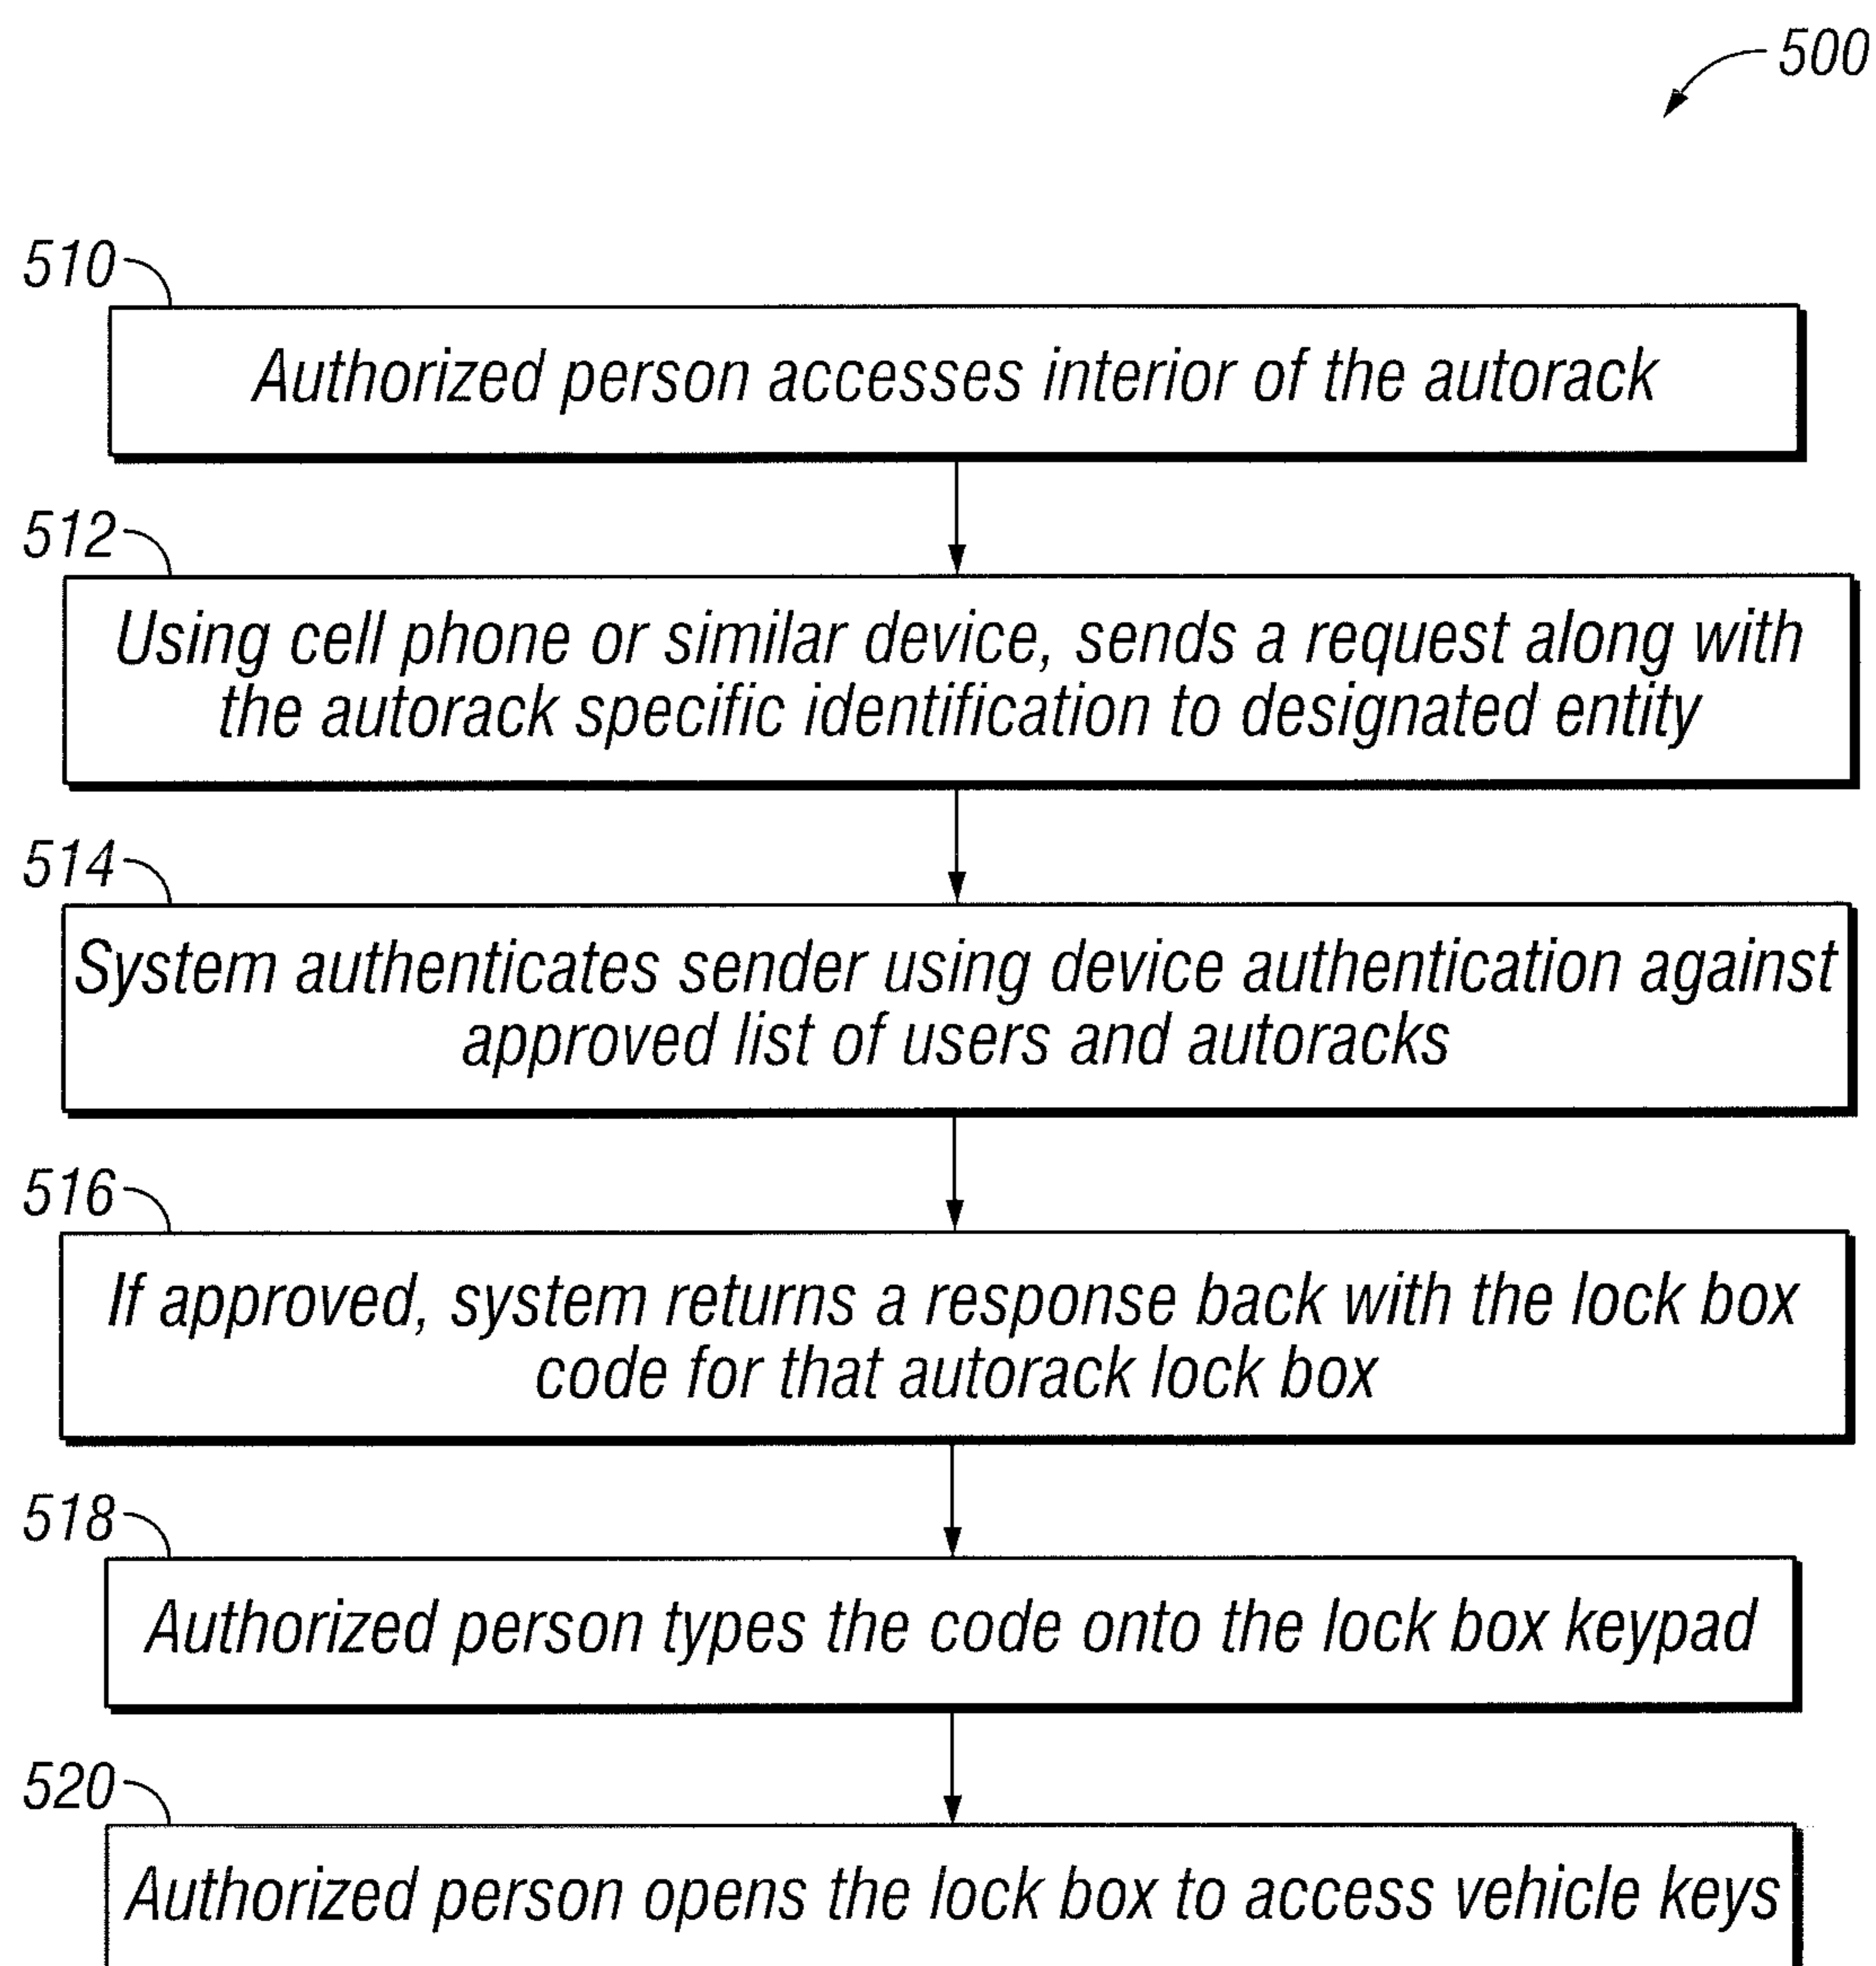 500
510
Authorized person accesses interior of the autorack
512
Using cell phone or similar device, sends a request along with
the autorack specific identification to designated entity
514
System authenticates sender using device authentication against
approved list of users and autoracks
516
If approved, system returns a response back with the lock box
code for that autorack lock box
518
Authorized person types the code onto the lock box keypad
520
Authorized person opens the lock box to access vehicle keys